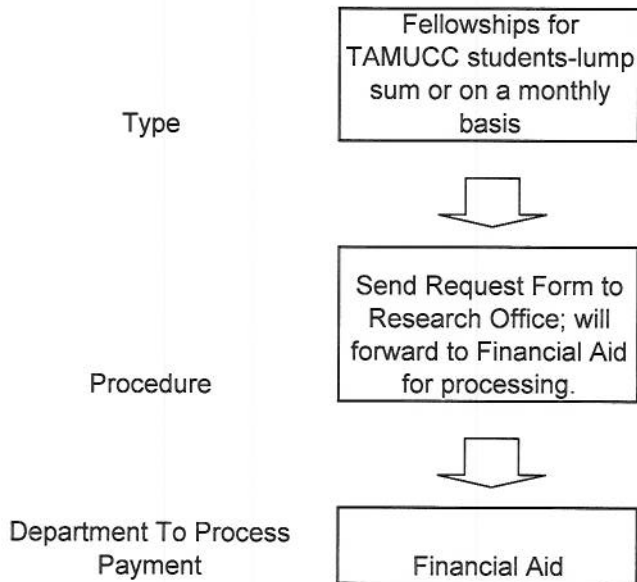 Fellowships for
TAMUCC students-lump
sum or on a monthly
basis
Type
Send Request Form to
Research Office; will
forward to Financial Aid
for processing.
Procedure
Department To Process
Payment
Financial Aid